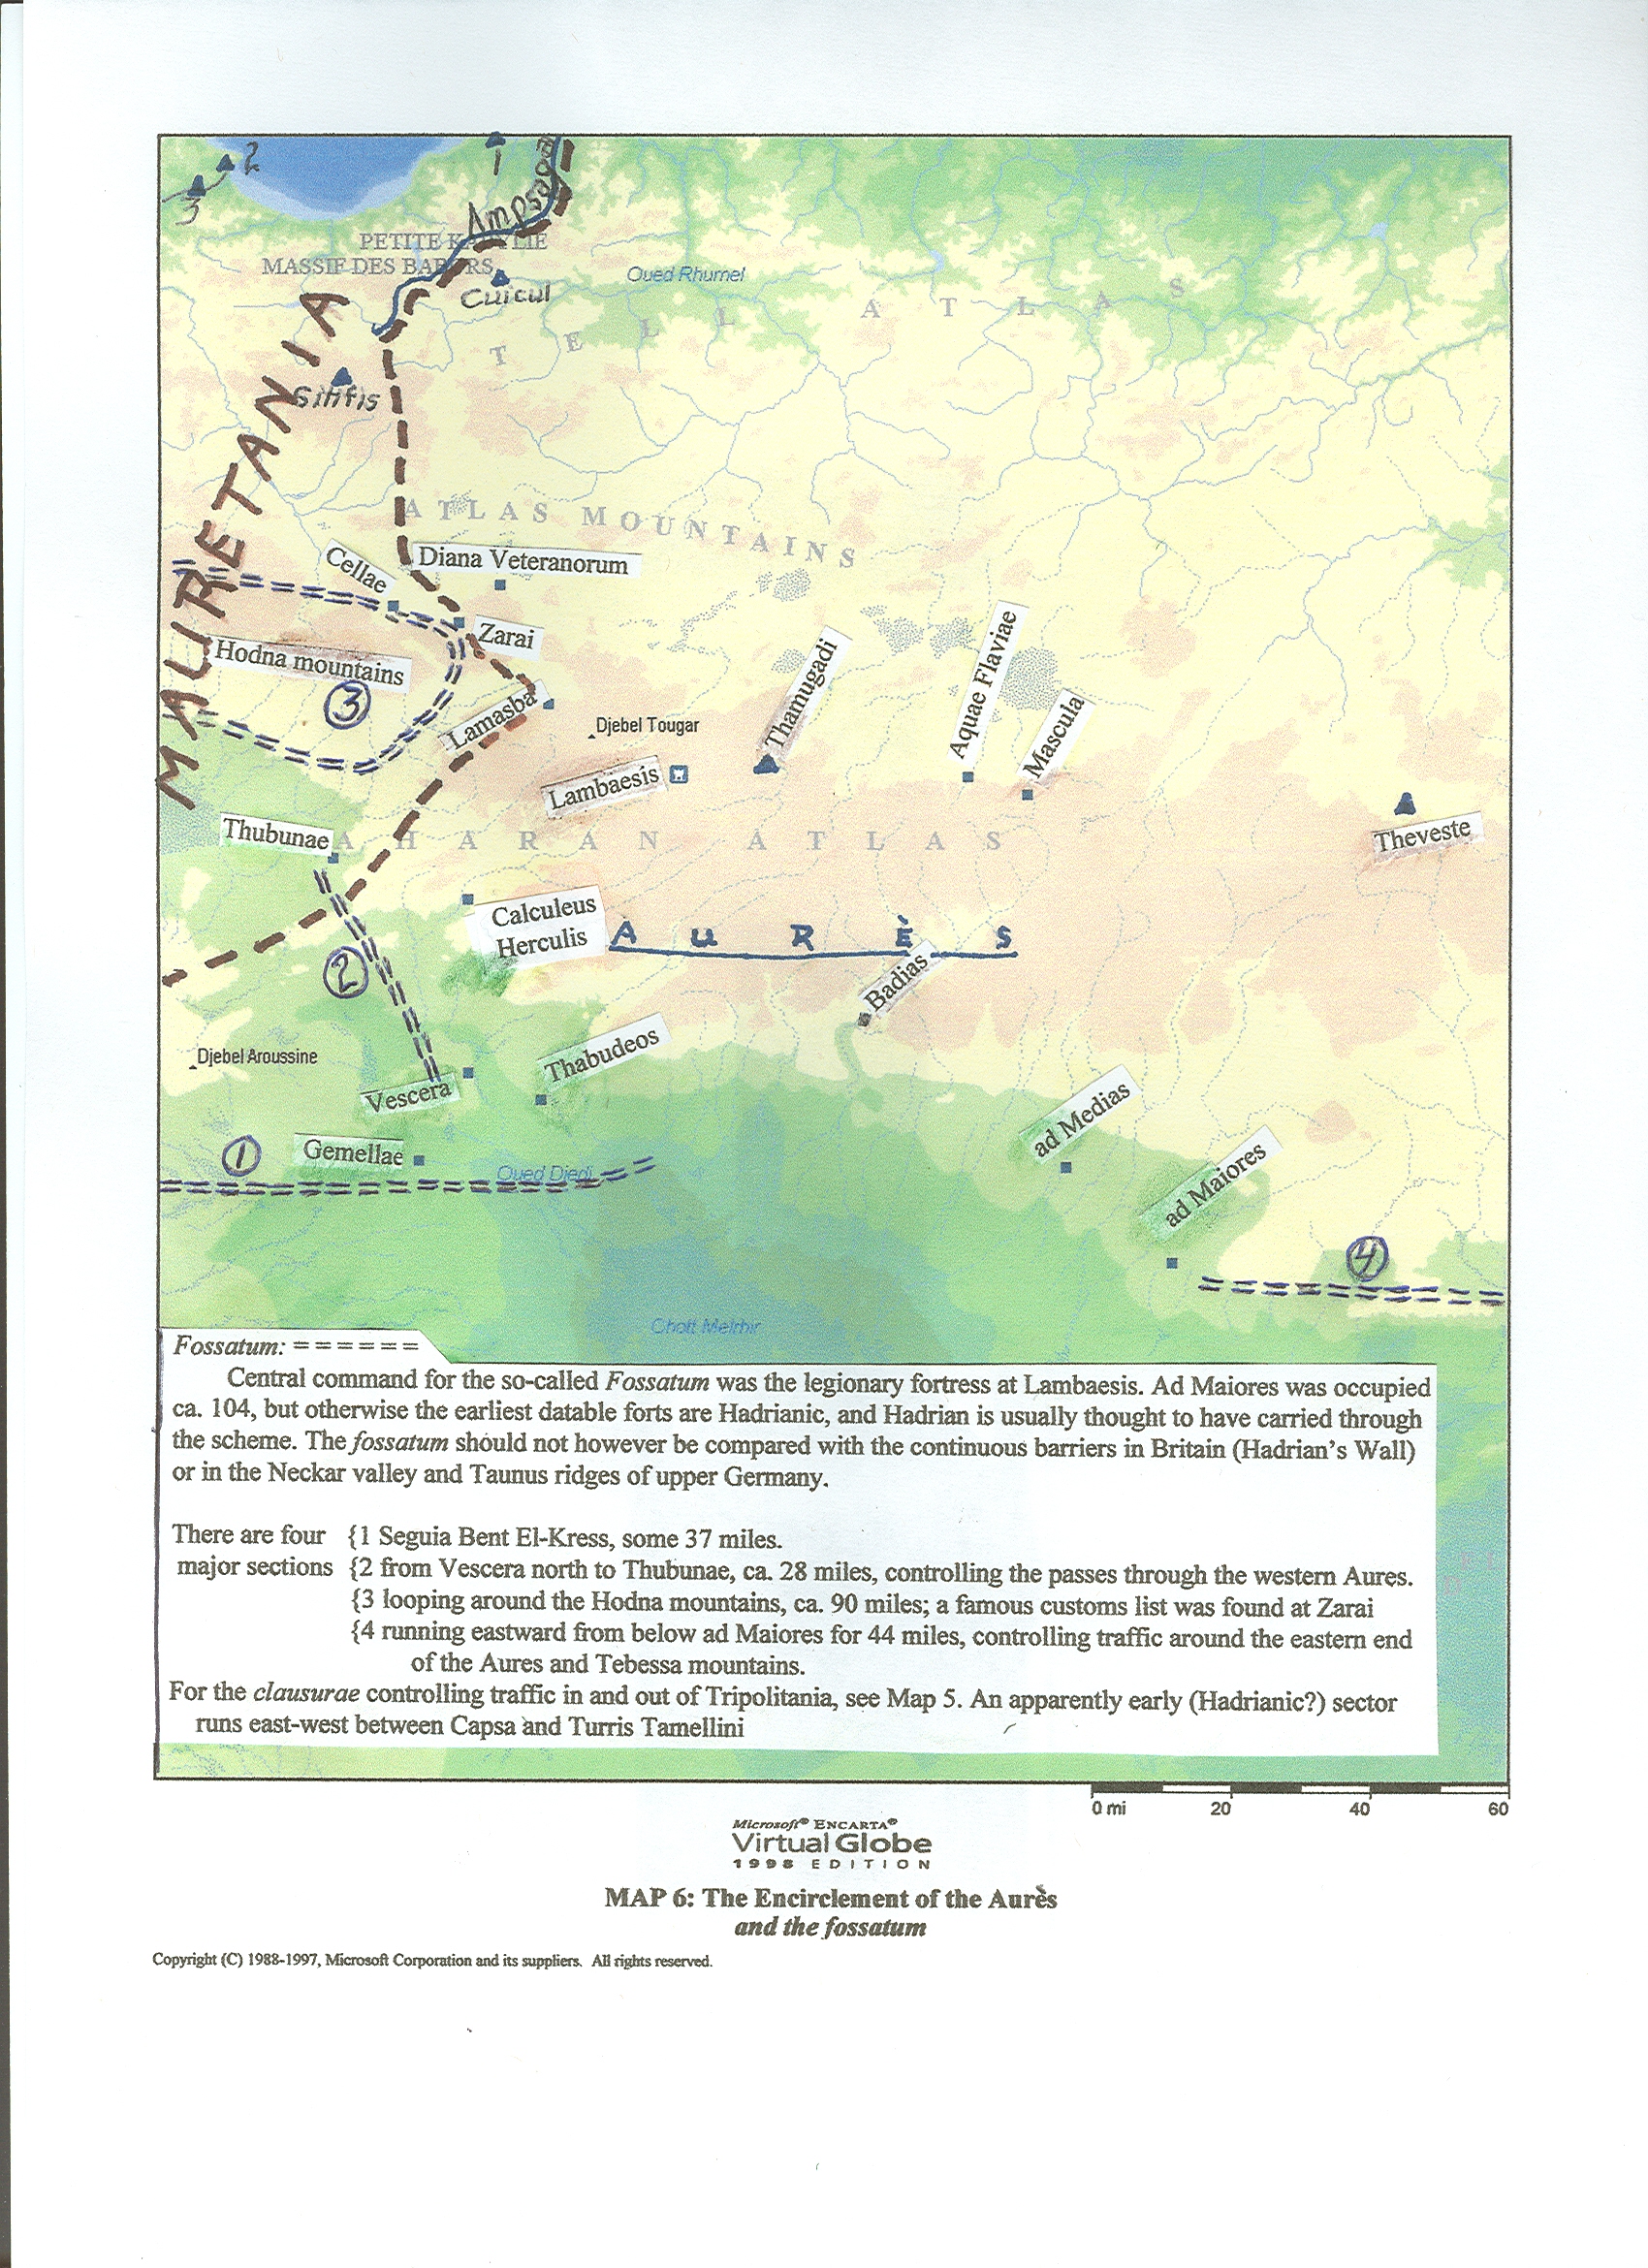 2
1
3
Ampsaga
PETITE KABYLIE
MASSIF DES BABORS
Cuicul
Oued Rhumel
TELL ATLAS
MAURETANIA
Sitifis
ATLAS MOUNTAINS
Cellae
Diana Veteranorum
Zarai
Hodna mountains
3
Lamasba
Djebel Tougar
Lambaesis
Thamugadi
Aquae Flaviae
Mascula
Theveste
Thubunae
AHARAN ATLAS
Calculeus
Herculis
AURÈS
2
Badias
Djebel Aroussine
Vescera
Thabudeos
ad Medias
1
Gemellae
Oued Djedi
ad Maiores
4
Chott Melrhir
Fossatum: = = = = = =
Central command for the so-called Fossatum was the legionary fortress at Lambaesis. Ad Maiores was occupied
ca. 104, but otherwise the earliest datable forts are Hadrianic, and Hadrian is usually thought to have carried through
the scheme. The fossatum should not however be compared with the continuous barriers in Britain (Hadrian's Wall)
or in the Neckar valley and Taunus ridges of upper Germany.
There are four {1 Seguia Bent El-Kress, some 37 miles.
major sections {2 from Vescera north to Thubunae, ca. 28 miles, controlling the passes through the western Aures.
{3 looping around the Hodna mountains, ca. 90 miles; a famous customs list was found at Zarai
{4 running eastward from below ad Maiores for 44 miles, controlling traffic around the eastern end
of the Aures and Tebessa mountains.
For the clausurae controlling traffic in and out of Tripolitania, see Map 5. An apparently early (Hadrianic?) sector
runs east-west between Capsa and Turris Tamellini
0 mi 20 40 60
Microsoft® ENCARTA®
Virtual Globe
1998 EDITION
MAP 6: The Encirclement of the Aurès
and the fossatum
Copyright (C) 1988-1997, Microsoft Corporation and its suppliers. All rights reserved.